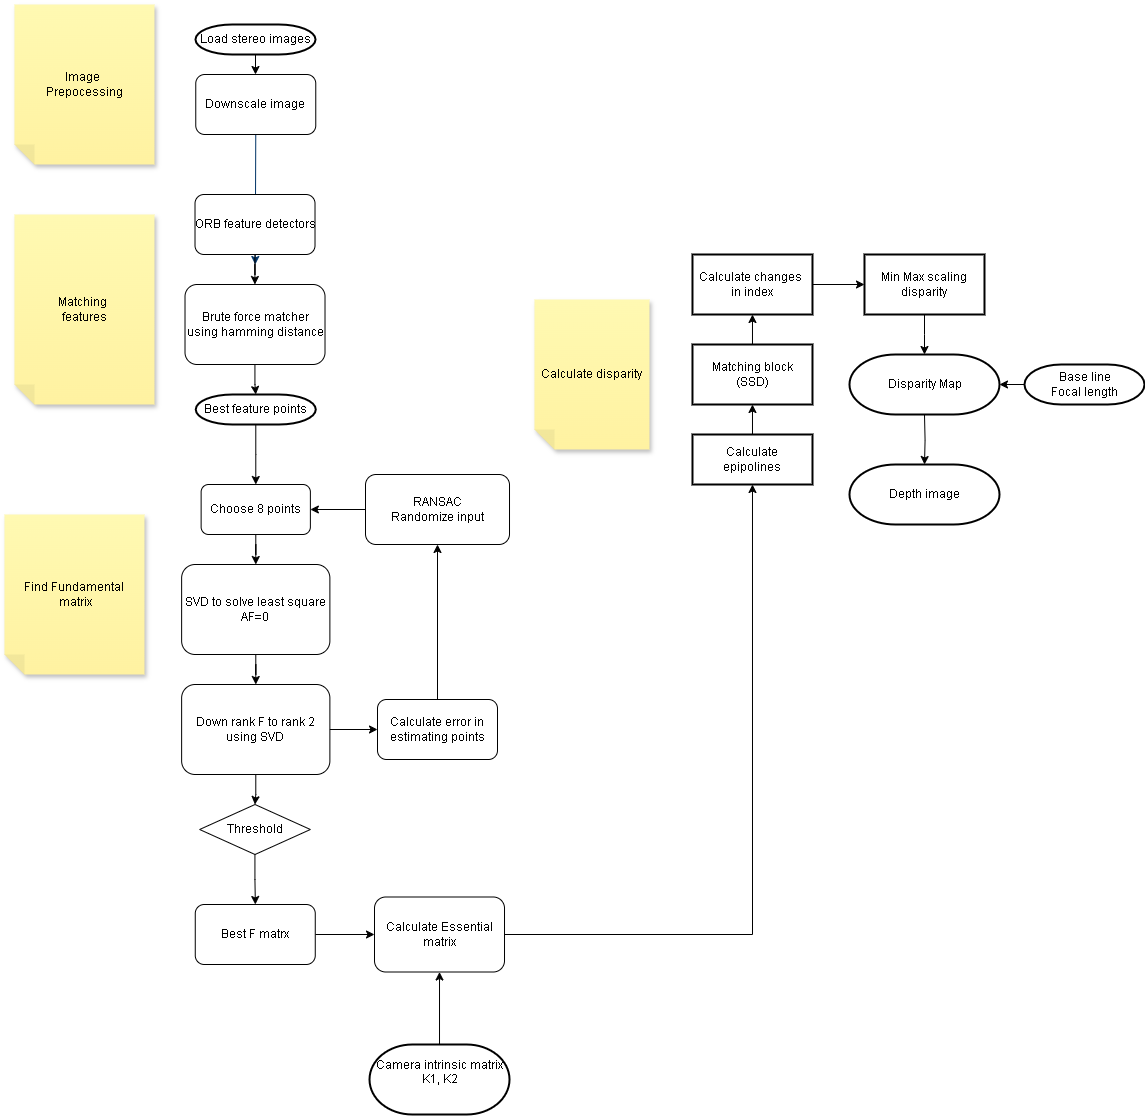 Load stereo images
Image
Prepocessing
Downscale image
ORB feature detectors
Matching
features
Brute force matcher
using hamming distance
Best feature points
Choose 8 points
RANSAC
Randomize input
Find Fundamental
matrix
SVD to solve least square
AF=0
Down rank F to rank 2
using SVD
Calculate error in
estimating points
Threshold
Best F matrx
Calculate Essential
matrix
Camera intrinsic matrix
K1, K2
Calculate disparity
Calculate changes
in index
Min Max scaling
disparity
Matching block
(SSD)
Disparity Map
Base line
Focal length
Calculate
epipolines
Depth image